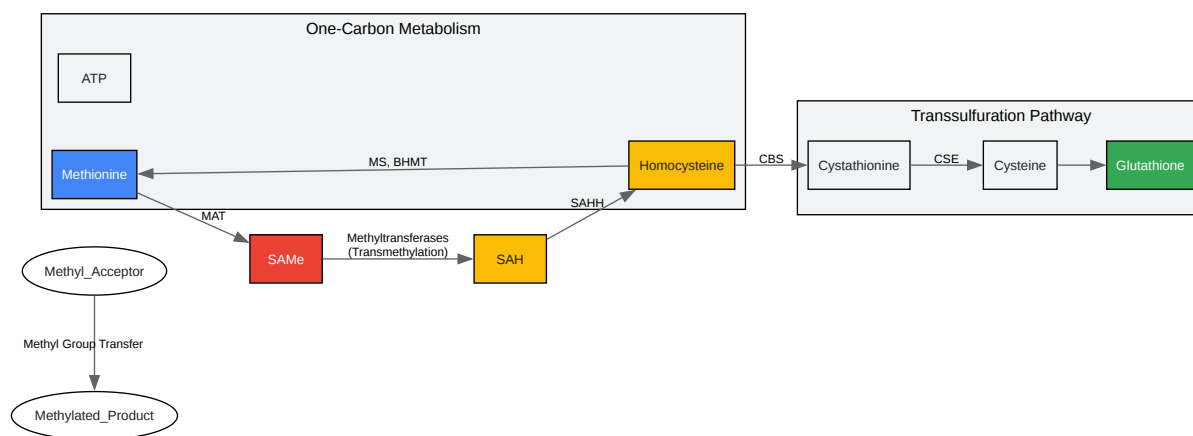 One-Carbon Metabolism
ATP
Transsulfuration Pathway
Methionine
MS, BHMT
Homocysteine
CBS
Cystathionine
CSE
Cysteine
Glutathione
MAT
SAHH
SAMe
Methyltransferases
(Transmethylation)
SAH
Methyl_Acceptor
Methyl Group Transfer
Methylated_Product